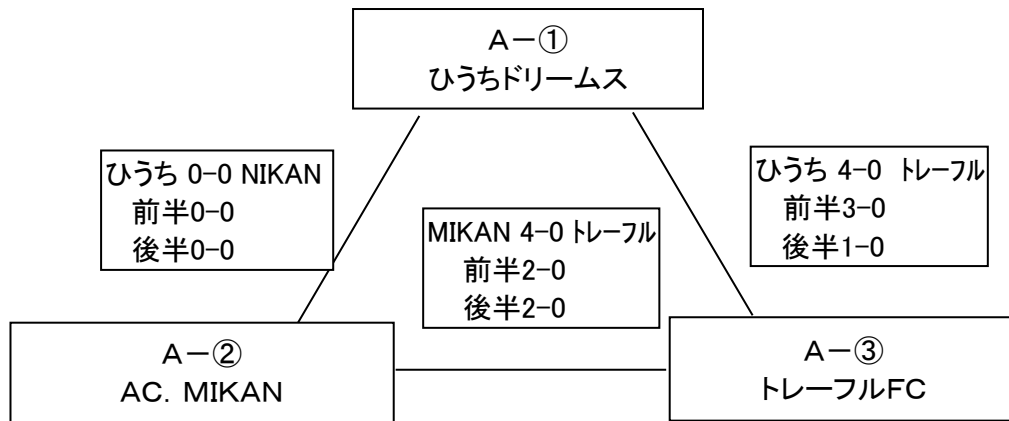 A－①
ひうちドリームス
ひうち 0-0 NIKAN
前半0-0
後半0-0
ひうち 4-0 ﾄﾚｰﾌﾙ
前半3-0
後半1-0
MIKAN 4-0 ﾄﾚｰﾌﾙ
前半2-0
後半2-0
A－②
AC．MIKAN
A－③
トレーフルFC